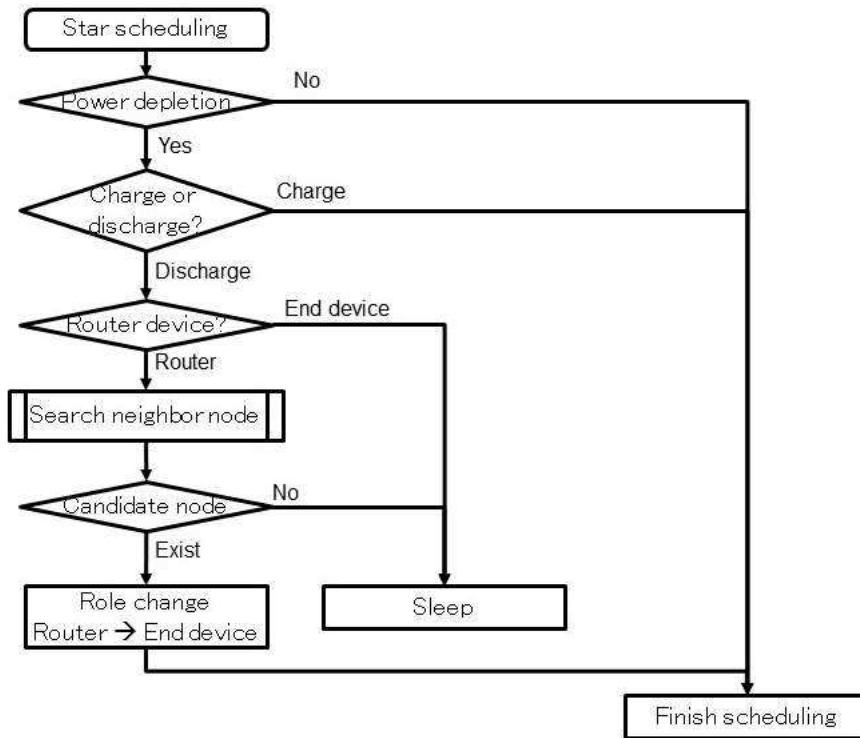 Star scheduling
No
Power depletion
Yes
Charge or
discharge?
Charge
Discharge
End device
Router device?
Router
Search neighbor node
No
Candidate node
Exist
Role change
Router → End device
Sleep
Finish scheduling